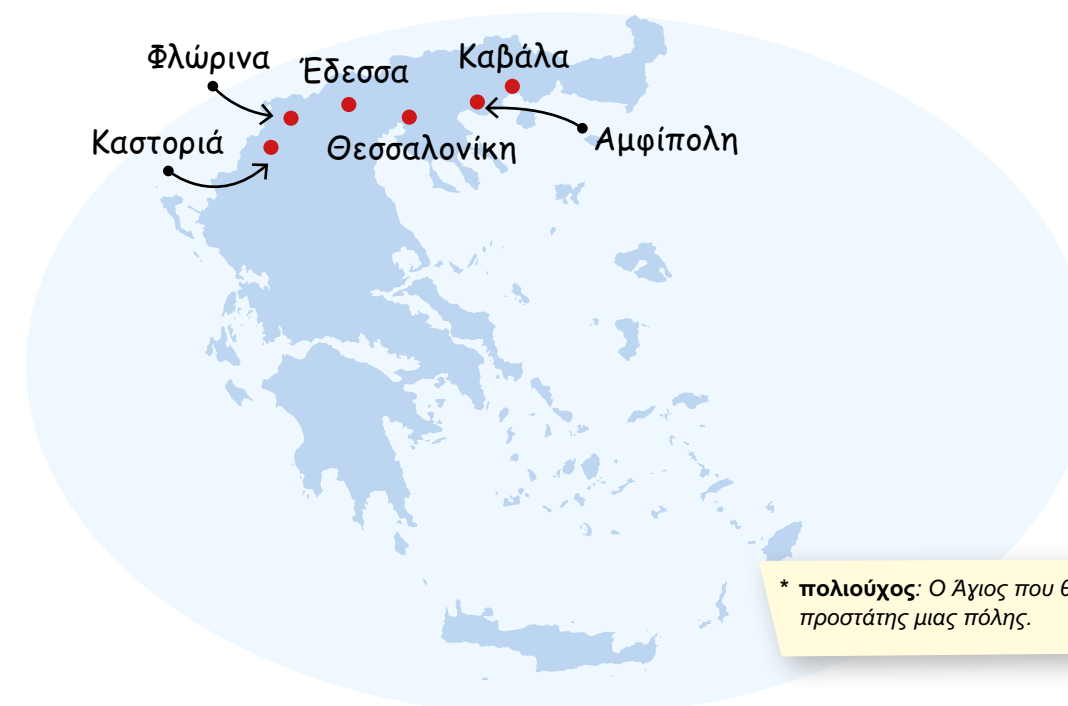 Φλώρινα
Έδεσσα
Καβάλα
Καστοριά
Θεσσαλονίκη
Αμφίπολη
* πολιούχος: Ο Άγιος που
προστάτης μιας πόλης.